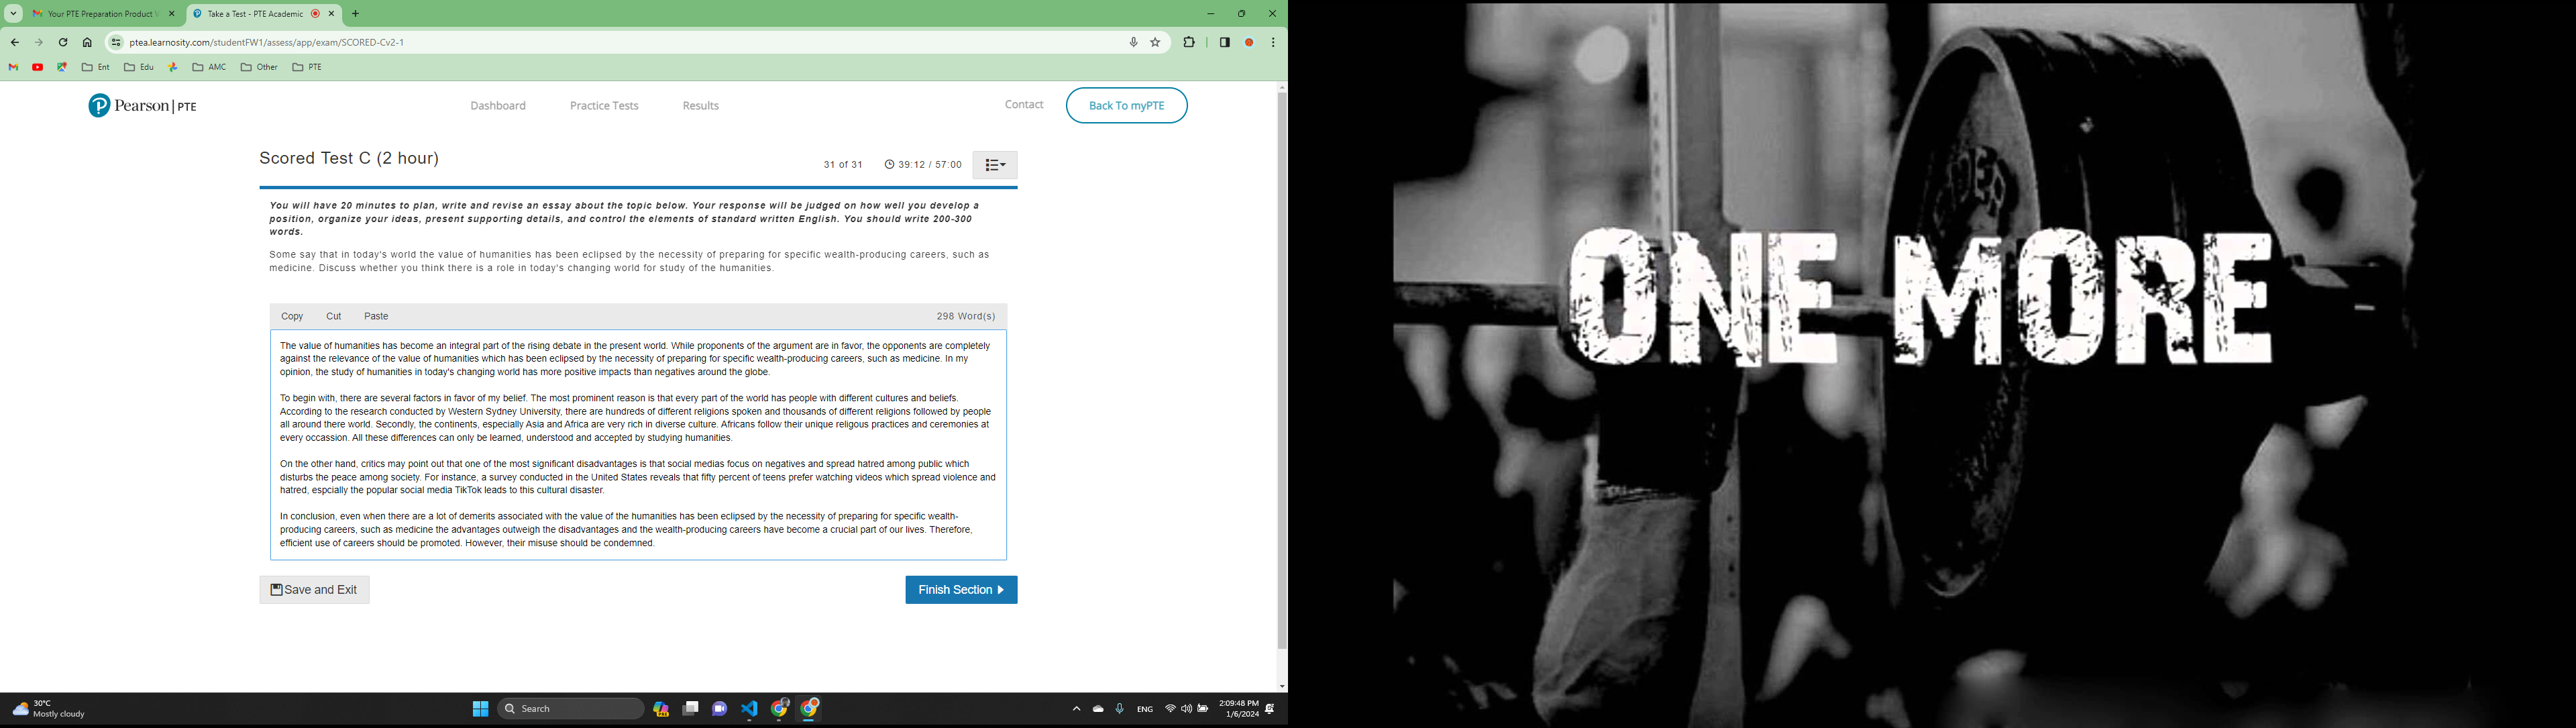 Your PTE Preparation Product V
Take a Test - PTE Academic
ptea.learnosity.com/studentFW1/assess/app/exam/SCORED-Cv2-1
Ent Edu AMC Other PTE
Pearson | PTE
Dashboard Practice Tests Results Contact Back To myPTE
Scored Test C (2 hour)
31 of 31 39:12 / 57:00
You will have 20 minutes to plan, write and revise an essay about the topic below. Your response will be judged on how well you develop a
position, organize your ideas, present supporting details, and control the elements of standard written English. You should write 200-300
words.
Some say that in today's world the value of humanities has been eclipsed by the necessity of preparing for specific wealth-producing careers, such as
medicine. Discuss whether you think there is a role in today's changing world for study of the humanities.
Copy Cut Paste 298 Word(s)
The value of humanities has become an integral part of the rising debate in the present world. While proponents of the argument are in favor, the opponents are completely
against the relevance of the value of humanities which has been eclipsed by the necessity of preparing for specific wealth-producing careers, such as medicine. In my
opinion, the study of humanities in today's changing world has more positive impacts than negatives around the globe.
To begin with, there are several factors in favor of my belief. The most prominent reason is that every part of the world has people with different cultures and beliefs.
According to the research conducted by Western Sydney University, there are hundreds of different religions spoken and thousands of different religions followed by people
all around there world. Secondly, the continents, especially Asia and Africa are very rich in diverse culture. Africans follow their unique religous practices and ceremonies at
every occassion. All these differences can only be learned, understood and accepted by studying humanities.
On the other hand, critics may point out that one of the most significant disadvantages is that social medias focus on negatives and spread hatred among public which
disturbs the peace among society. For instance, a survey conducted in the United States reveals that fifty percent of teens prefer watching videos which spread violence and
hatred, espcially the popular social media TikTok leads to this cultural disaster.
In conclusion, even when there are a lot of demerits associated with the value of the humanities has been eclipsed by the necessity of preparing for specific wealth-
producing careers, such as medicine the advantages outweigh the disadvantages and the wealth-producing careers have become a crucial part of our lives. Therefore,
efficient use of careers should be promoted. However, their misuse should be condemned.
Save and Exit
Finish Section
30°C
Mostly cloudy
Search
ENG
2:09:48 PM
1/6/2024
ONE MORE